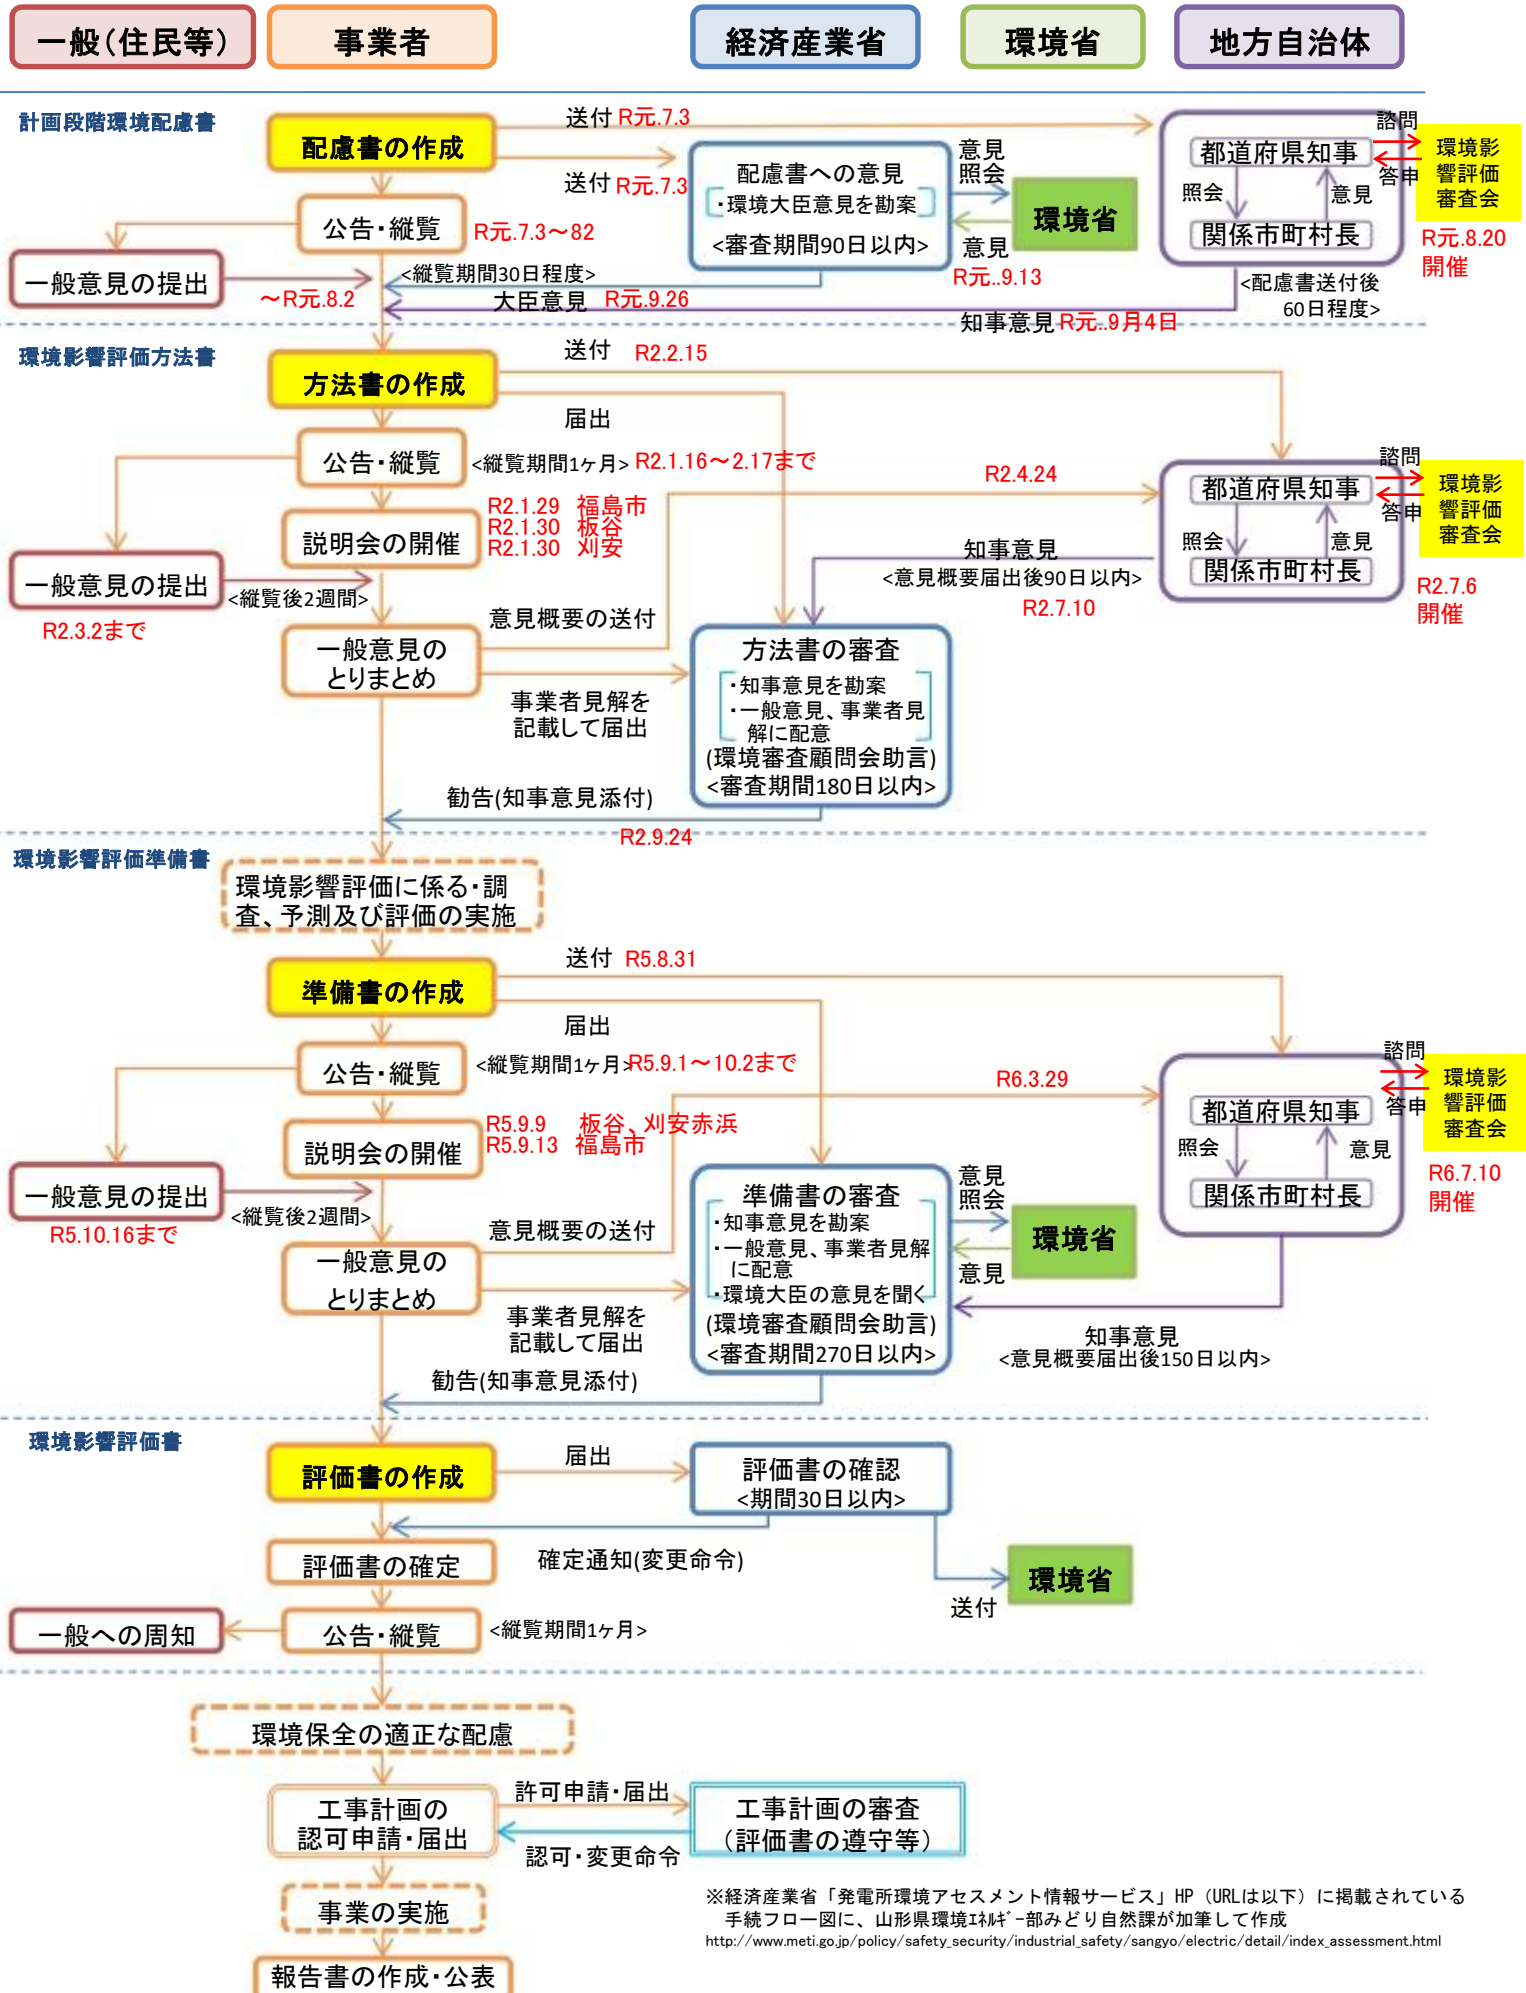 一般(住民等)
事業者
経済産業省
環境省
地方自治体
計画段階環境配慮書
配慮書の作成
送付 R元.7.3
送付 R元.7.3
公告・縦覧
R元.7.3～82
一般意見の提出
～R元.8.2
<縦覧期間30日程度>
大臣意見 R元.9.26
配慮書への意見
・環境大臣意見を勘案
<審査期間90日以内>
意見
照会
意見
R元..9.13
環境省
都道府県知事
照会
意見
関係市町村長
諮問
答申
環境影
響評価
審査会
R元.8.20
開催
<配慮書送付後
60日程度>
知事意見 R元..9月4日
環境影響評価方法書
方法書の作成
送付 R2.2.15
届出
公告・縦覧
<縦覧期間1ヶ月> R2.1.16～2.17まで
説明会の開催
R2.1.29 福島市
R2.1.30 板谷
R2.1.30 刈安
一般意見の提出
<縦覧後2週間>
R2.3.2まで
意見概要の送付
一般意見の
とりまとめ
事業者見解を
記載して届出
R2.4.24
都道府県知事
照会
意見
関係市町村長
諮問
答申
環境影
響評価
審査会
R2.7.6
開催
知事意見
<意見概要届出後90日以内>
R2.7.10
方法書の審査
・知事意見を勘案
・一般意見、事業者見
解に配意
(環境審査顧問会助言)
<審査期間180日以内>
勧告(知事意見添付)
R2.9.24
環境影響評価準備書
環境影響評価に係る・調
査、予測及び評価の実施
準備書の作成
送付 R5.8.31
届出
公告・縦覧
<縦覧期間1ヶ月>R5.9.1～10.2まで
説明会の開催
R5.9.9 板谷、刈安赤浜
R5.9.13 福島市
一般意見の提出
<縦覧後2週間>
R5.10.16まで
意見概要の送付
一般意見の
とりまとめ
事業者見解を
記載して届出
R6.3.29
都道府県知事
照会
意見
関係市町村長
諮問
答申
環境影
響評価
審査会
R6.7.10
開催
準備書の審査
・知事意見を勘案
・一般意見、事業者見解
に配意
・環境大臣の意見を聞く
(環境審査顧問会助言)
<審査期間270日以内>
意見
照会
意見
環境省
知事意見
<意見概要届出後150日以内>
勧告(知事意見添付)
環境影響評価書
評価書の作成
届出
評価書の確認
<期間30日以内>
確定通知(変更命令)
評価書の確定
環境省
送付
一般への周知
公告・縦覧
<縦覧期間1ヶ月>
環境保全の適正な配慮
工事計画の
認可申請・届出
許可申請・届出
認可・変更命令
工事計画の審査
(評価書の遵守等)
事業の実施
報告書の作成・公表
※経済産業省「発電所環境アセスメント情報サービス」HP（URLは以下）に掲載されている
手続フロー図に、山形県環境ｴﾈﾙｷﾞｰ部みどり自然課が加筆して作成
http://www.meti.go.jp/policy/safety_security/industrial_safety/sangyo/electric/detail/index_assessment.html